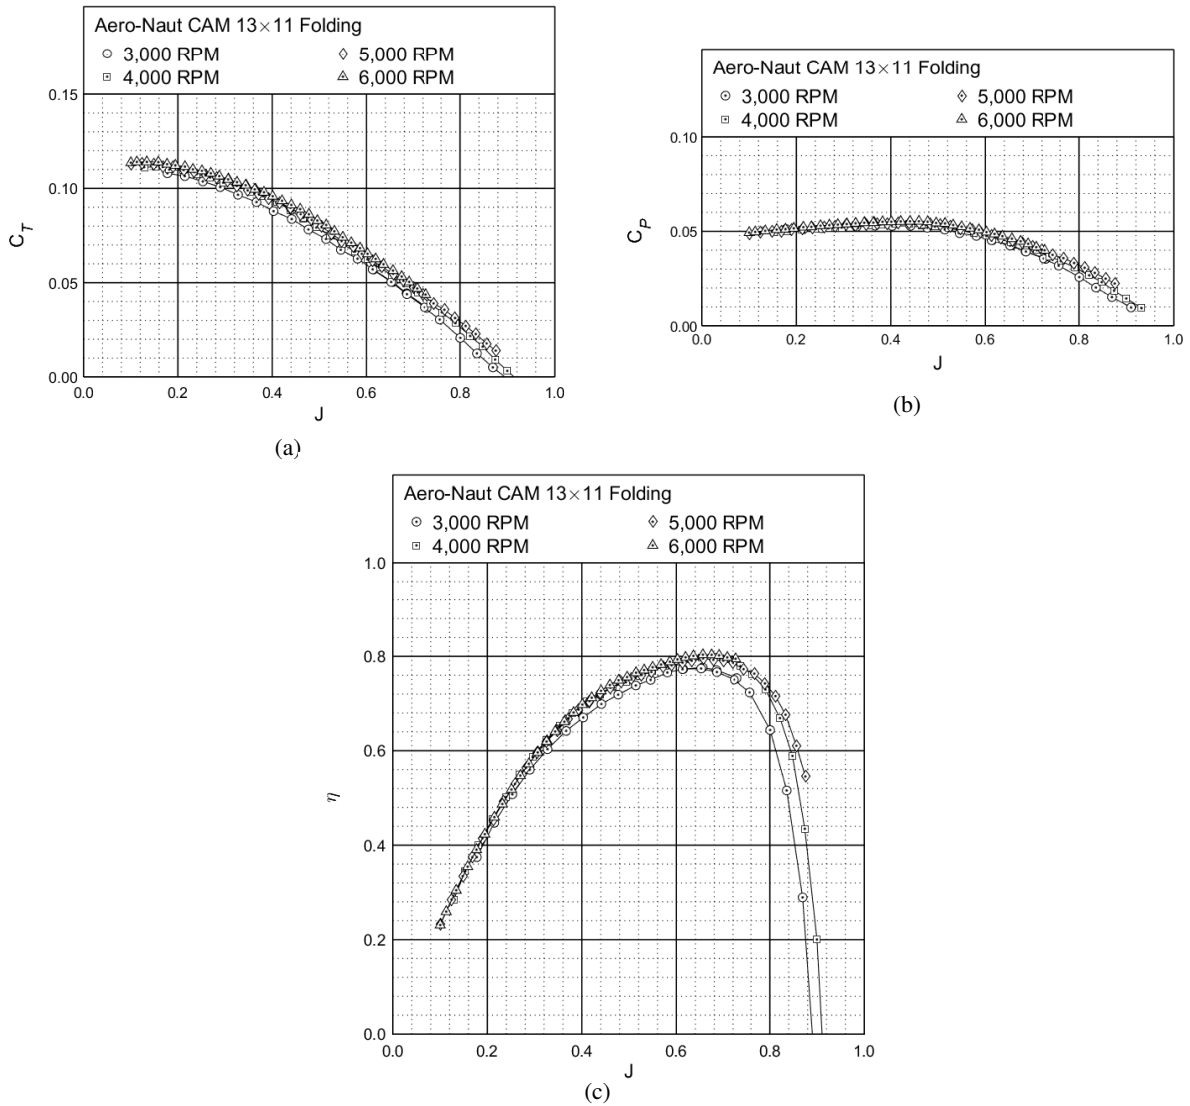 Aero-Naut CAM 13×11 Folding
3,000 RPM 5,000 RPM
4,000 RPM 6,000 RPM
0.15
0.10
0.05
0.00
C_T
0.0 0.2 0.4 0.6 0.8 1.0
J
(a)
Aero-Naut CAM 13×11 Folding
3,000 RPM 5,000 RPM
4,000 RPM 6,000 RPM
0.10
0.05
0.00
C_P
0.0 0.2 0.4 0.6 0.8 1.0
J
(b)
Aero-Naut CAM 13×11 Folding
3,000 RPM 5,000 RPM
4,000 RPM 6,000 RPM
1.0
0.8
0.6
0.4
0.2
0.0
η
0.0 0.2 0.4 0.6 0.8 1.0
J
(c)